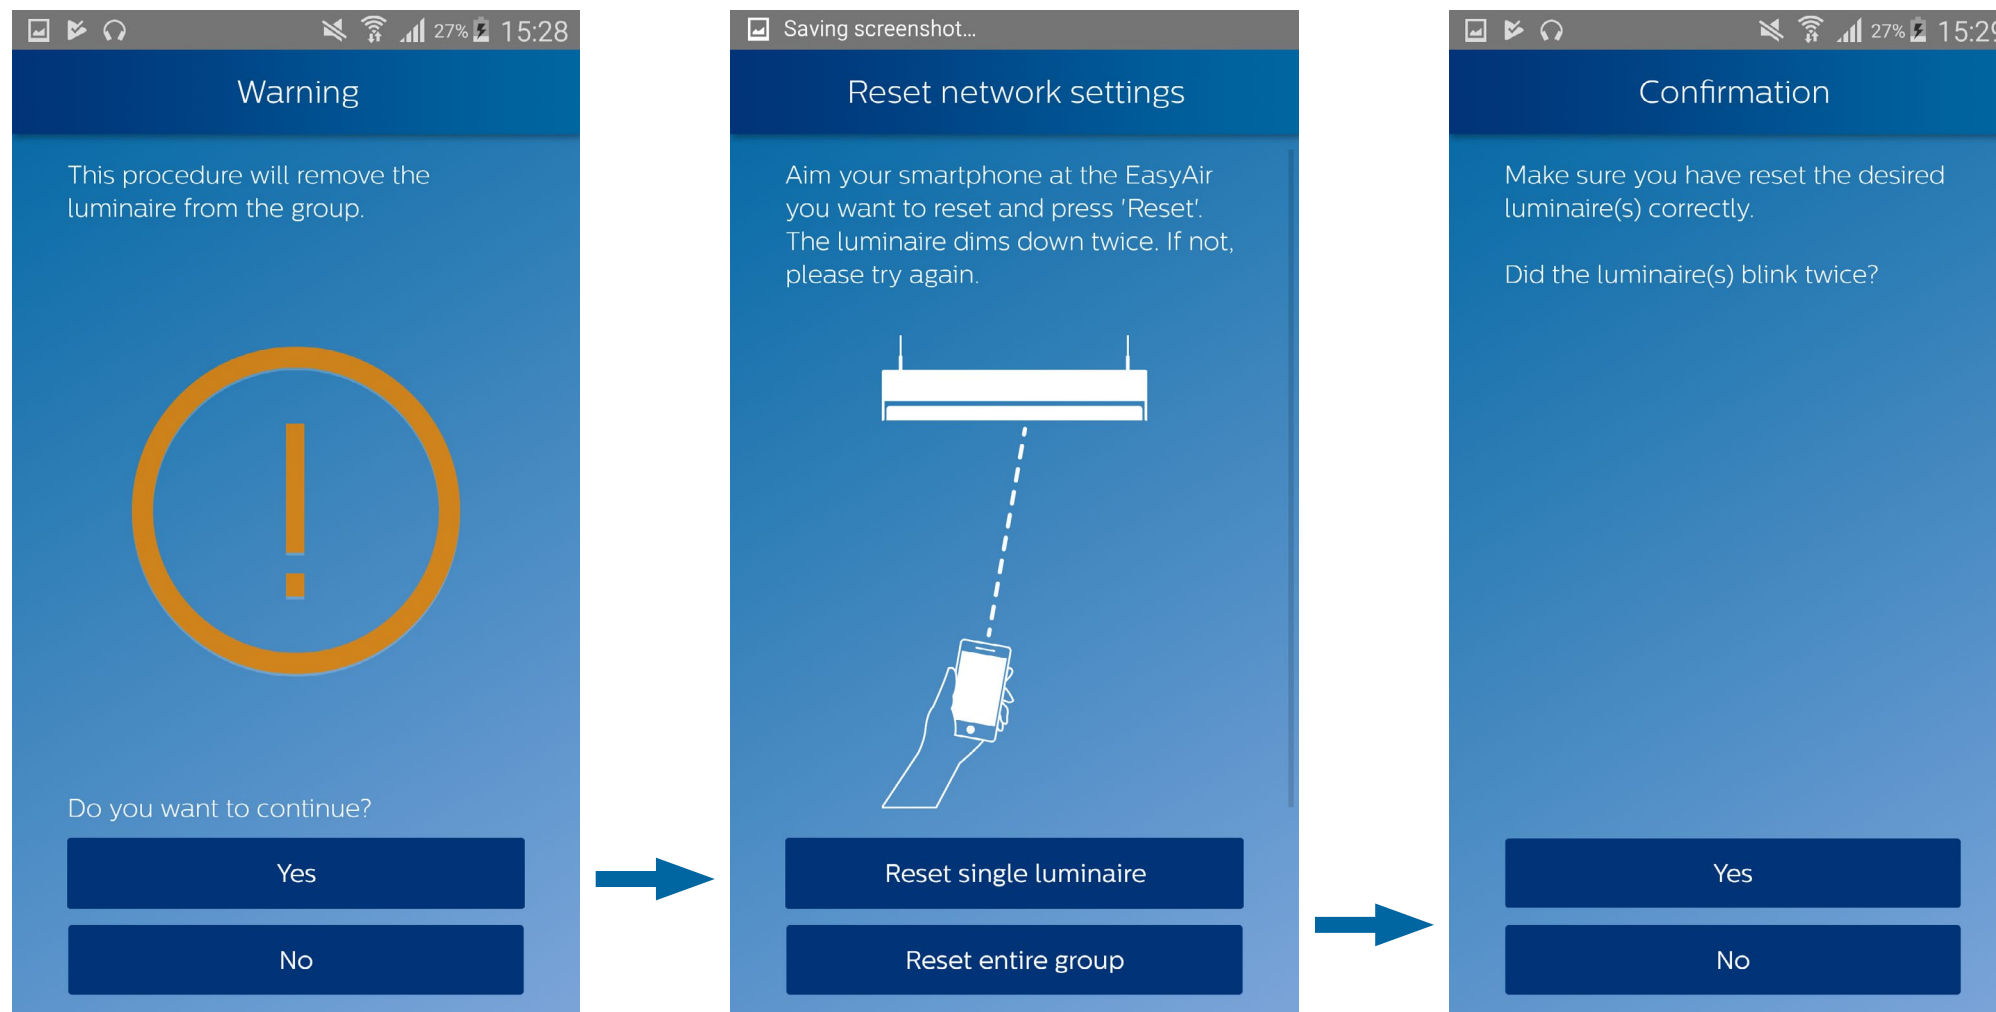 27% 15:28
Warning
This procedure will remove the
luminaire from the group.
Do you want to continue?
Yes
No
Saving screenshot...
Reset network settings
Aim your smartphone at the EasyAir
you want to reset and press 'Reset'.
The luminaire dims down twice. If not,
please try again.
Reset single luminaire
Reset entire group
27% 15:29
Confirmation
Make sure you have reset the desired
luminaire(s) correctly.
Did the luminaire(s) blink twice?
Yes
No